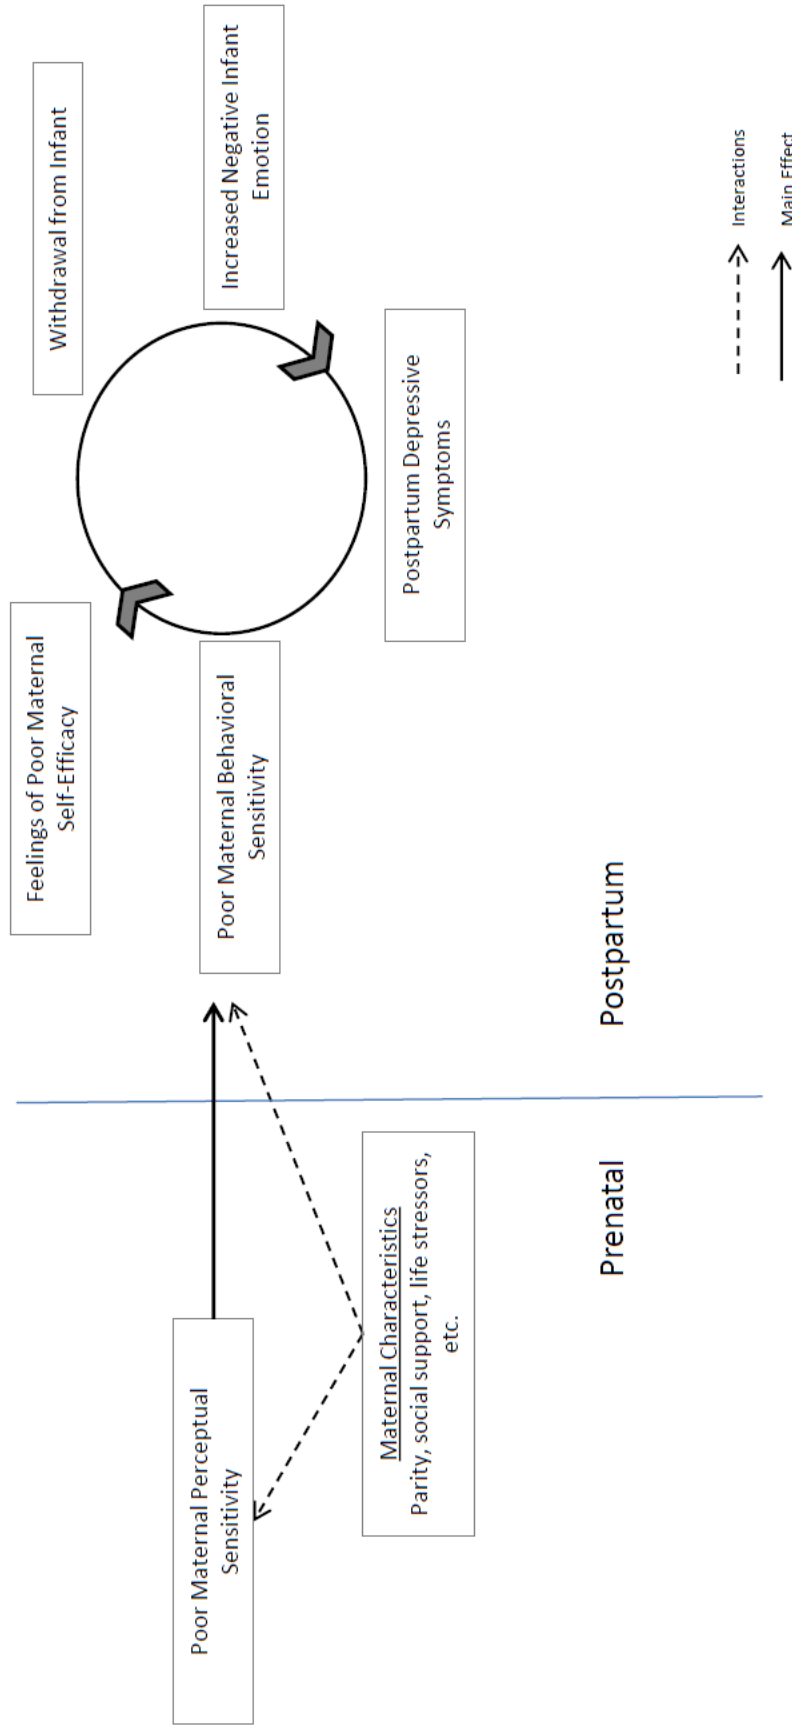 Poor Maternal Perceptual
Sensitivity
Maternal Characteristics
Parity, social support, life stressors,
etc.
Prenatal
Feelings of Poor Maternal
Self-Efficacy
Withdrawal from Infant
Poor Maternal Behavioral
Sensitivity
Increased Negative Infant
Emotion
Postpartum Depressive
Symptoms
Postpartum
Interactions
Main Effect